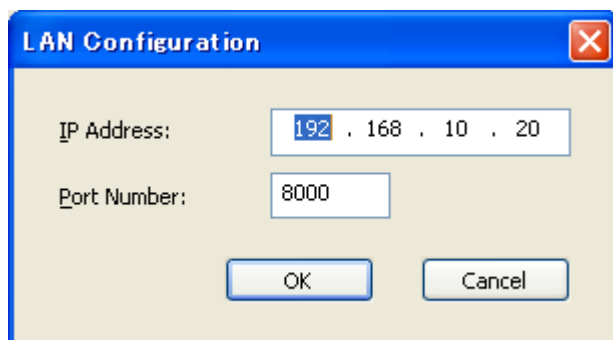 LAN Configuration
IP Address: 192 . 168 . 10 . 20
Port Number: 8000
OK Cancel